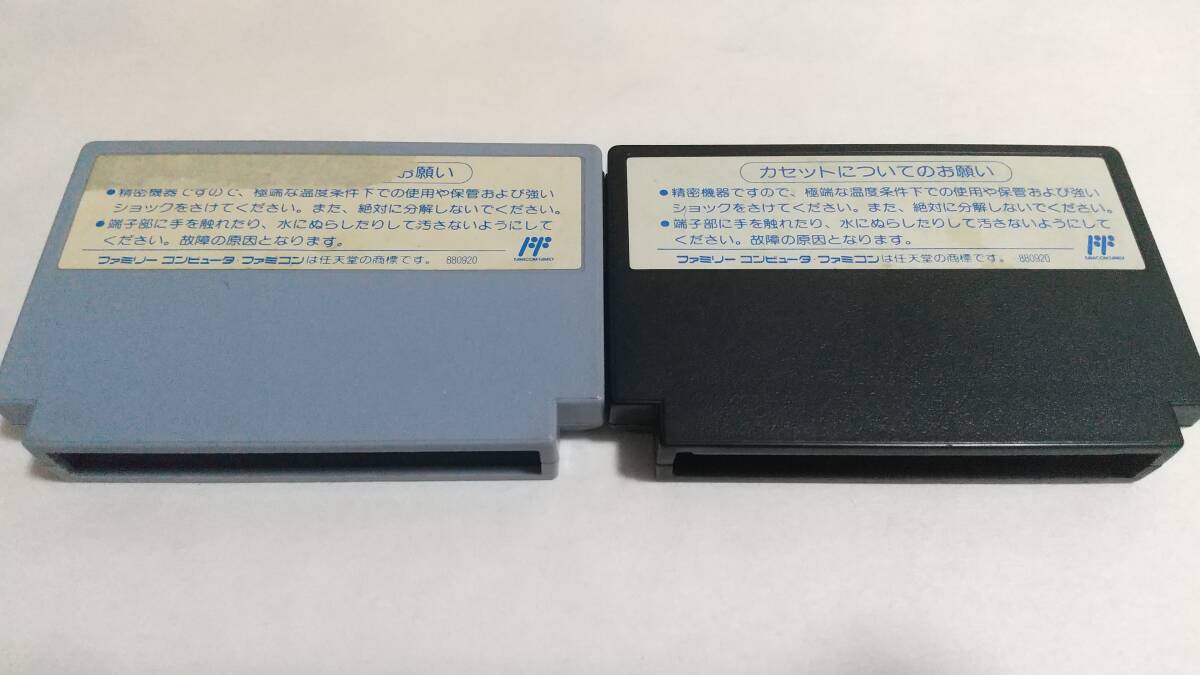 お願い
●精密機器ですので、極端な温度条件下での使用や保管および強い
ショックをさけてください。また、絶対に分解しないでください。
●端子部に手を触れたり、水にぬらしたりして汚さないようにして
ください。故障の原因となります。
FF
FAMICOM FAMILY
ファミリー コンピュータ・ファミコンは任天堂の商標です。 880920
カセットについてのお願い
●精密機器ですので、極端な温度条件下での使用や保管および強い
ショックをさけてください。また、絶対に分解しないでください。
●端子部に手を触れたり、水にぬらしたりして汚さないようにして
ください。故障の原因となります。
FF
FAMICOM FAMILY
ファミリー コンピュータ・ファミコンは任天堂の商標です。 880920